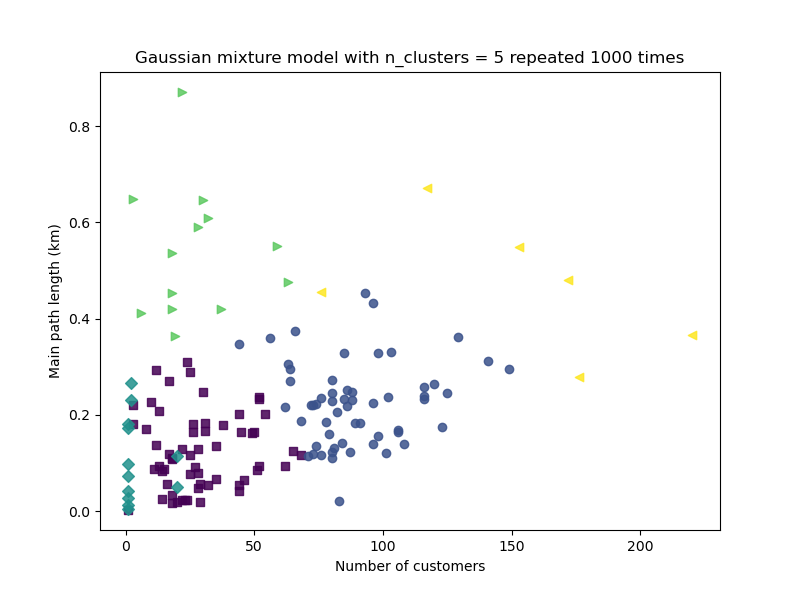 Gaussian mixture model with n_clusters = 5 repeated 1000 times
Main path length (km)
0.8
0.6
0.4
0.2
0.0
0 50 100 150 200
Number of customers